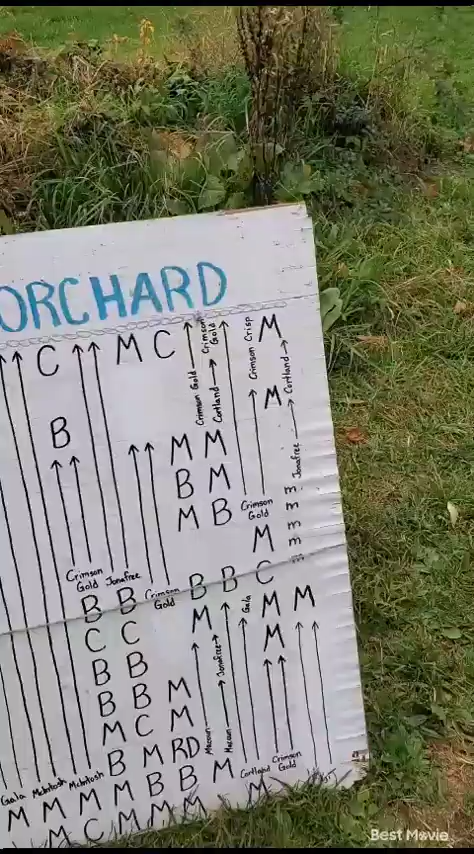 ORCHARD
C M C Crimson Gold Crimson Gold Crimson Crisp M
Cortland Cortland
M
B
M M
B M Jonafree
M B Crimson Gold m
m
m
M m
m
Crimson Gold Jonafree
Crimson Gold B B C
B B M Gala M M
C C M
B B Jonafree
B B M
M C M Macoun Macoun
B M RD M Cortland Crimson Gold
Gala McIntosh McIntosh
M M M M B B M
M C M M M M
Best Movie